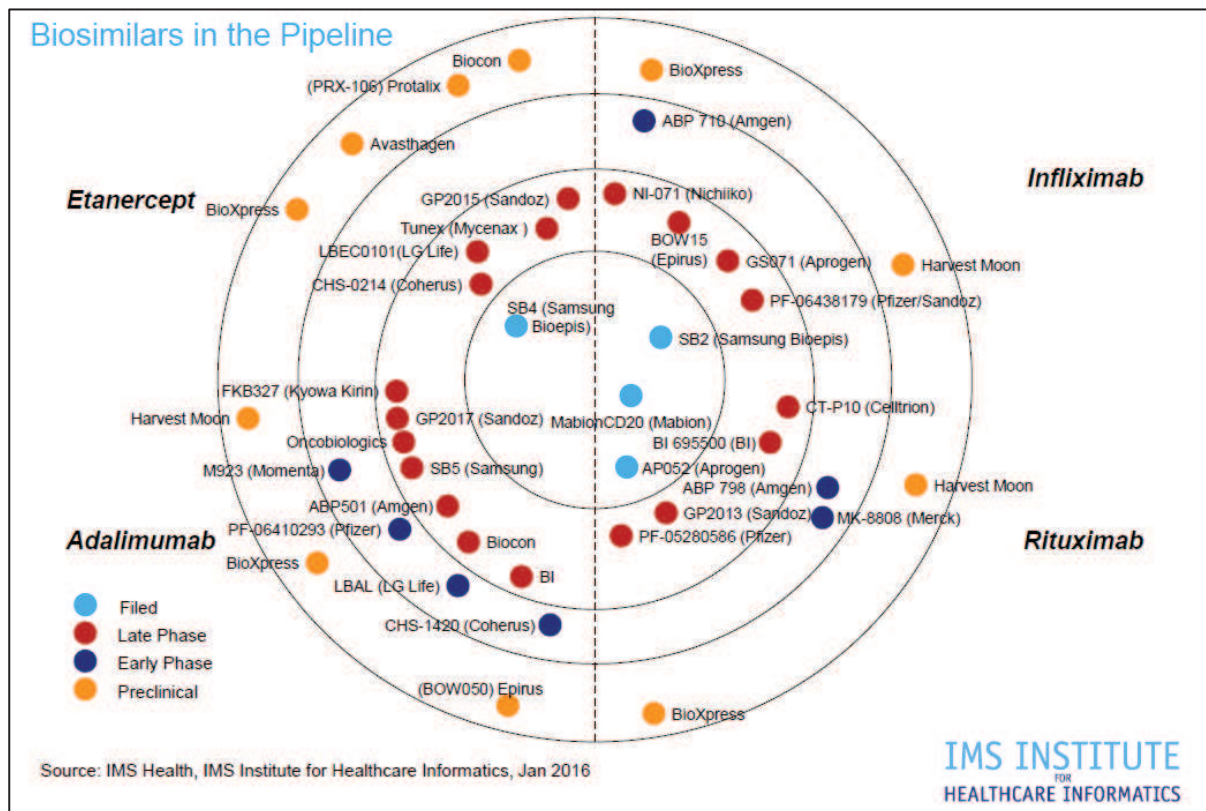 Biosimilars in the Pipeline
Biocon
BioXpress
(PRX-106) Protalix
ABP 710 (Amgen)
Avasthagen
Etanercept
Infliximab
GP2015 (Sandoz)
NI-071 (Nichiiko)
BioXpress
Tunex (Mycenax )
BOW15
(Epirus)
LBEC0101(LG Life)
GS071 (Aprogen)
Harvest Moon
CHS-0214 (Coherus)
PF-06438179 (Pfizer/Sandoz)
SB4 (Samsung
Bioepis)
SB2 (Samsung Bioepis)
FKB327 (Kyowa Kirin)
CT-P10 (Celltrion)
Harvest Moon
GP2017 (Sandoz)
MabionCD20 (Mabion)
Oncobiologics
BI 695500 (BI)
M923 (Momenta)
SB5 (Samsung)
AP052 (Aprogen)
ABP 798 (Amgen)
Harvest Moon
ABP501 (Amgen)
GP2013 (Sandoz)
MK-8808 (Merck)
PF-06410293 (Pfizer)
PF-05280586 (Pfizer)
Adalimumab
Biocon
Rituximab
BioXpress
BI
LBAL (LG Life)
CHS-1420 (Coherus)
Filed
Late Phase
Early Phase
Preclinical
(BOW050) Epirus
BioXpress
Source: IMS Health, IMS Institute for Healthcare Informatics, Jan 2016
IMS INSTITUTE
FOR
HEALTHCARE INFORMATICS